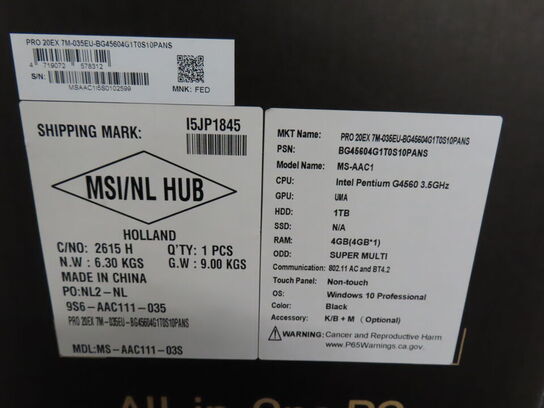 PRO 20EX 7M-035EU-BG45604G1T0S10PANS
4 719072 578312
S/N:
MSAAC1I5S0102599
MNK: FED
SHIPPING MARK:
I5JP1845
MSI/NL HUB
HOLLAND
C/NO: 2615 H Q'TY: 1 PCS
N.W : 6.30 KGS G.W : 9.00 KGS
MADE IN CHINA
PO:NL2-NL
9S6-AAC111-035
PRO 20EX 7M-035EU-BG45604G1T0S10PANS
MDL:MS-AAC111-03S
MKT Name: PRO 20EX 7M-035EU-BG45604G1T0S10PANS
PSN: BG45604G1T0S10PANS
Model Name: MS-AAC1
CPU: Intel Pentium G4560 3.5GHz
GPU: UMA
HDD: 1TB
SSD: N/A
RAM: 4GB(4GB*1)
ODD: SUPER MULTI
Communication: 802.11 AC and BT4.2
Touch Panel: Non-touch
OS: Windows 10 Professional
Color: Black
Accessory: K/B + M (Optional)
WARNING: Cancer and Reproductive Harm
www.P65Warnings.ca.gov.
All-in-One PC